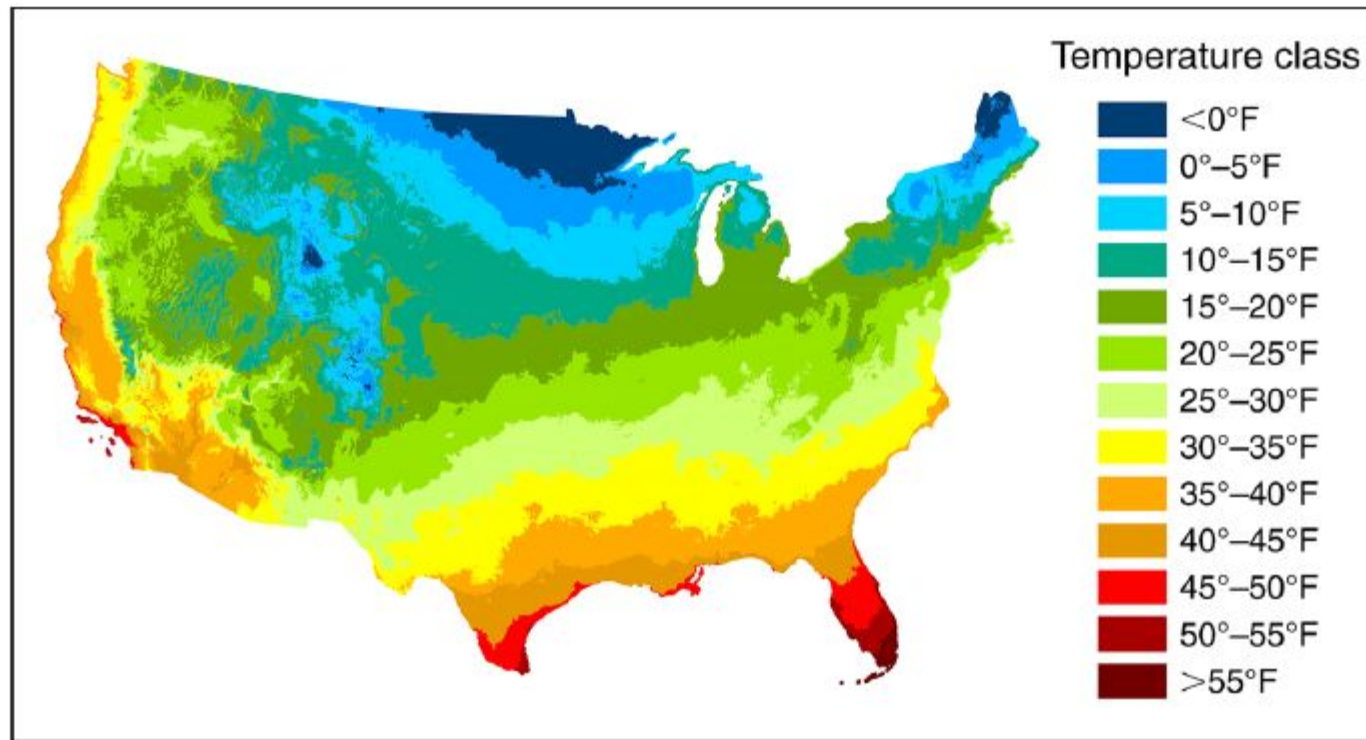 Temperature class
<0°F
0°–5°F
5°–10°F
10°–15°F
15°–20°F
20°–25°F
25°–30°F
30°–35°F
35°–40°F
40°–45°F
45°–50°F
50°–55°F
>55°F